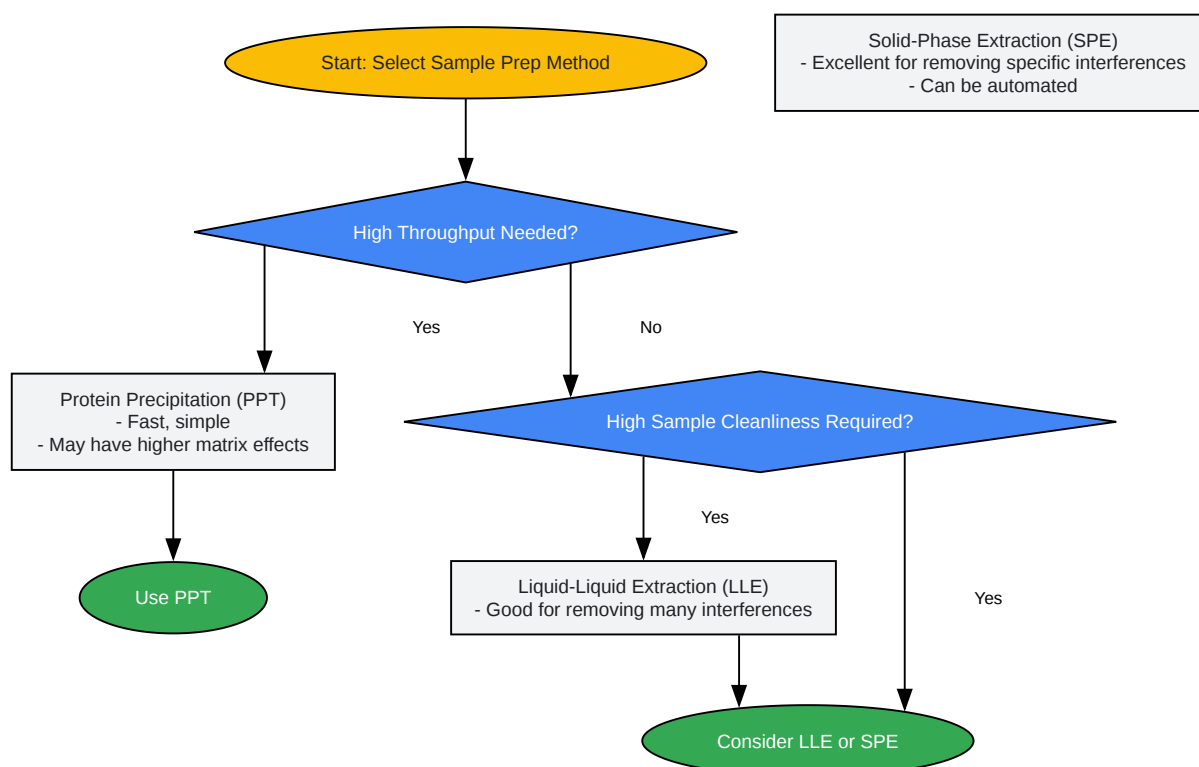 Start: Select Sample Prep Method
Solid-Phase Extraction (SPE)
- Excellent for removing specific interferences
- Can be automated
High Throughput Needed?
Yes
No
Protein Precipitation (PPT)
- Fast, simple
- May have higher matrix effects
High Sample Cleanliness Required?
Yes
Liquid-Liquid Extraction (LLE)
- Good for removing many interferences
Yes
Use PPT
Consider LLE or SPE